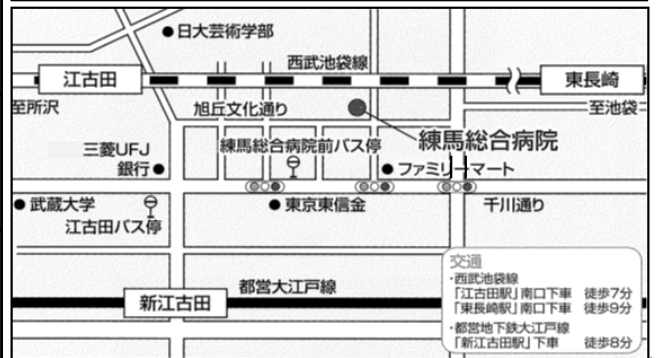 日大芸術学部
西武池袋線
江古田
東長崎
至所沢
旭丘文化通り
至池袋
練馬総合病院
三菱UFJ
銀行
練馬総合病院前バス停
ファミリーマート
武蔵大学
江古田バス停
東京東信金
千川通り
都営大江戸線
新江古田
交通
・西武池袋線
「江古田駅」南口下車 徒歩7分
「東長崎駅」南口下車 徒歩9分
・都営地下鉄大江戸線
「新江古田駅」下車 徒歩8分